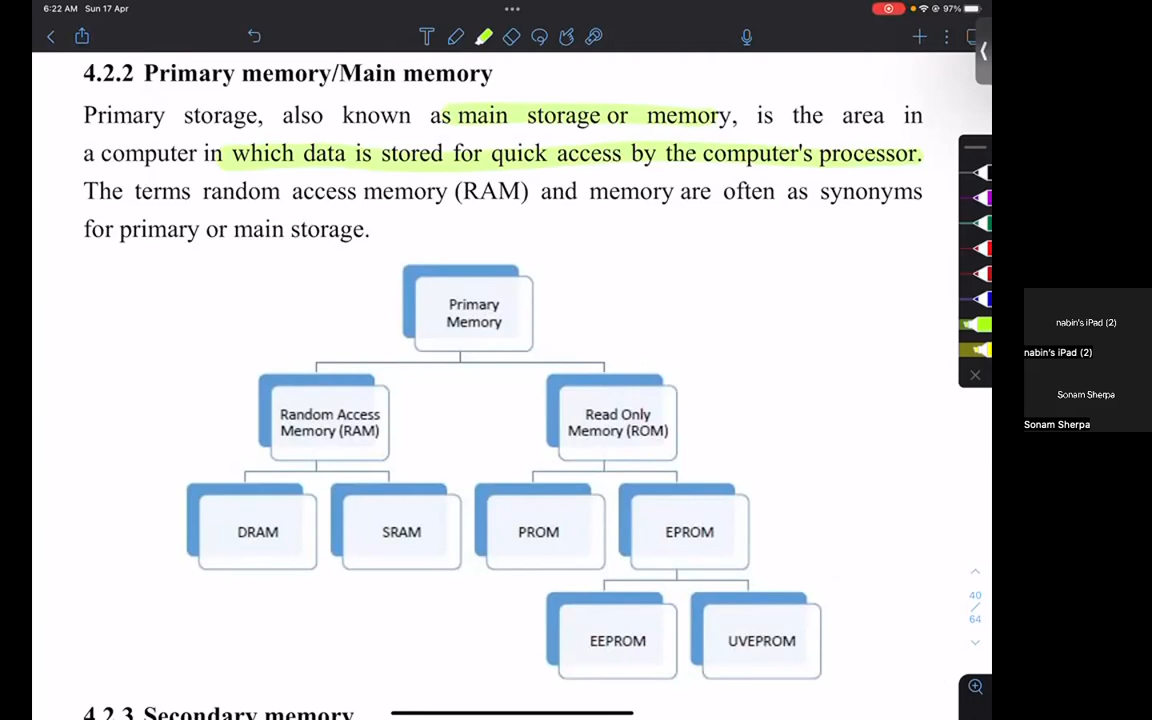 6:22 AM Sun 17 Apr
97%
4.2.2 Primary memory/Main memory
Primary storage, also known as main storage or memory, is the area in
a computer in which data is stored for quick access by the computer's processor.
The terms random access memory (RAM) and memory are often as synonyms
for primary or main storage.
Primary
Memory
Random Access
Memory (RAM)
Read Only
Memory (ROM)
DRAM
SRAM
PROM
EPROM
EEPROM
UVEPROM
4.2.3 Secondary memory
40
64
nabin's iPad (2)
nabin's iPad (2)
Sonam Sherpa
Sonam Sherpa